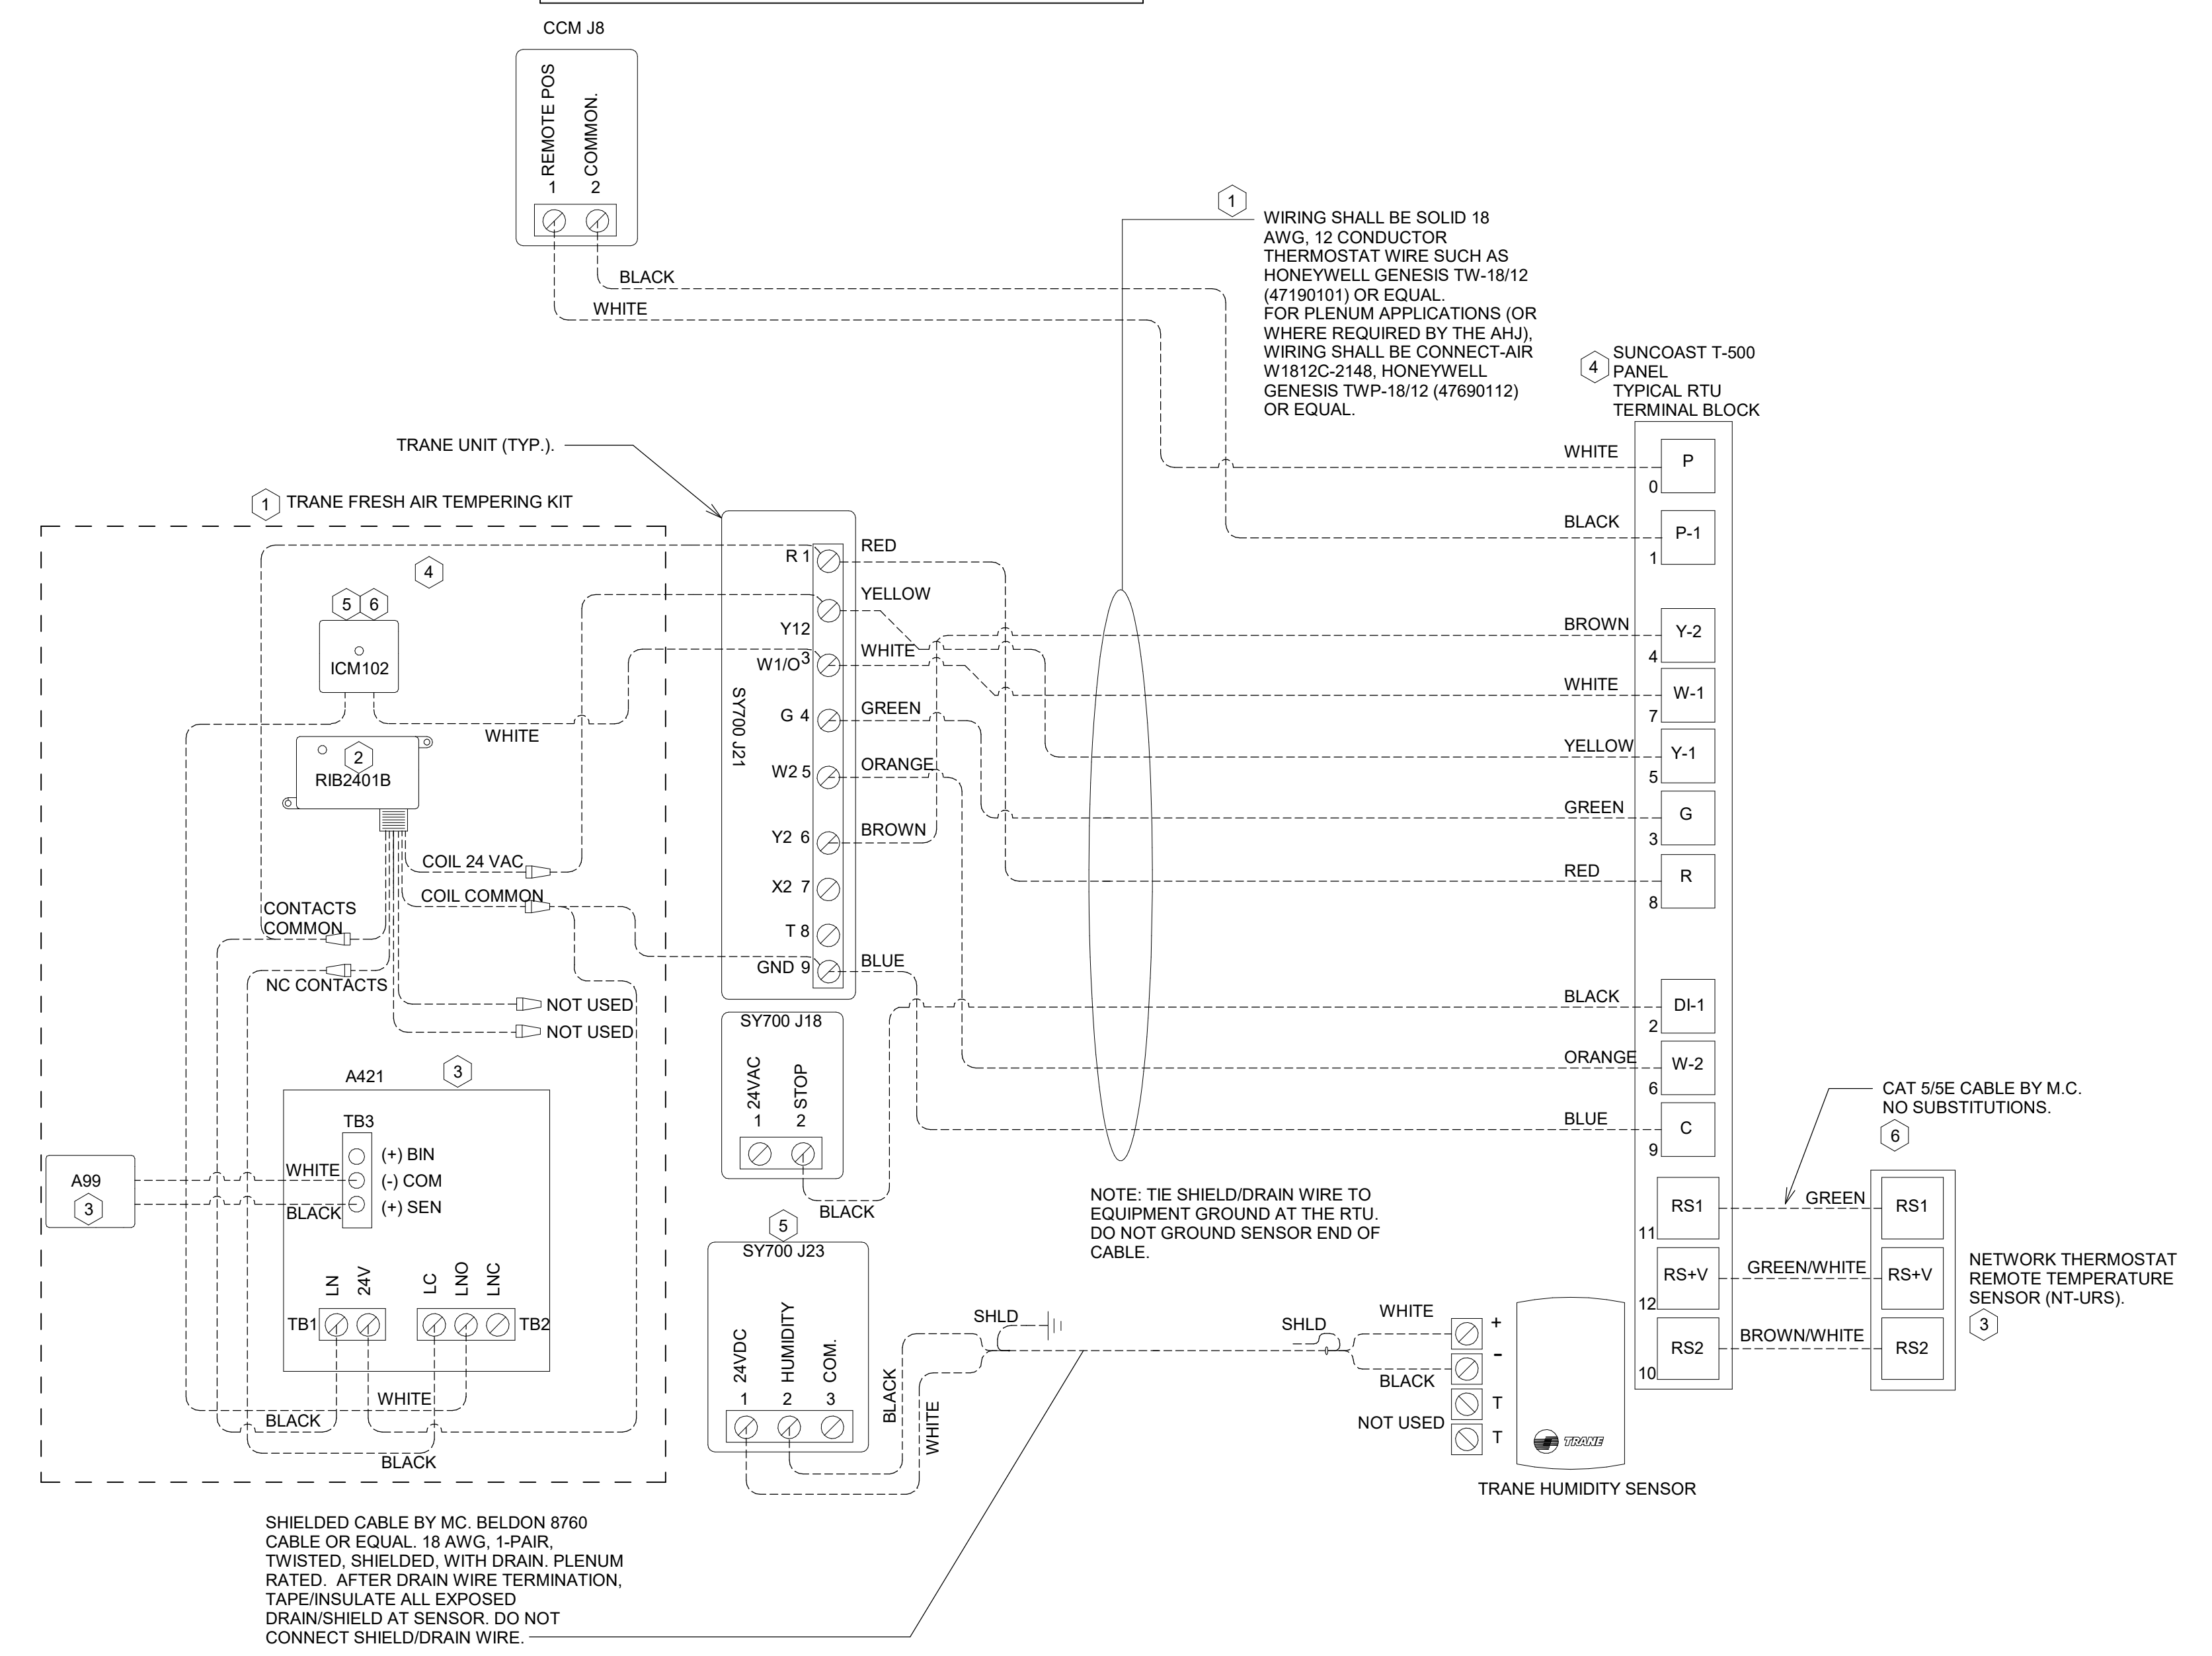 CCM J8
REMOTE POS
COMMON.
1
2
BLACK
WHITE
1
WIRING SHALL BE SOLID 18
AWG, 12 CONDUCTOR
THERMOSTAT WIRE SUCH AS
HONEYWELL GENESIS TW-18/12
(47190101) OR EQUAL.
FOR PLENUM APPLICATIONS (OR
WHERE REQUIRED BY THE AHJ),
WIRING SHALL BE CONNECT-AIR
W1812C-2148, HONEYWELL
GENESIS TWP-18/12 (47690112)
OR EQUAL.
4
SUNCOAST T-500
PANEL
TYPICAL RTU
TERMINAL BLOCK
WHITE
P
0
BLACK
P-1
1
BROWN
Y-2
4
WHITE
W-1
7
YELLOW
Y-1
5
GREEN
G
3
RED
R
8
BLACK
DI-1
2
ORANGE
W-2
6
BLUE
C
9
RS1
11
RS+V
12
RS2
10
TRANE UNIT (TYP.).
1
TRANE FRESH AIR TEMPERING KIT
4
5
6
ICM102
WHITE
2
RIB2401B
COIL 24 VAC
COIL COMMON
CONTACTS
COMMON
NC CONTACTS
NOT USED
NOT USED
A421
3
TB3
(+) BIN
(-) COM
(+) SEN
WHITE
BLACK
A99
3
LN
24V
LC
LNO
LNC
TB1
TB2
WHITE
BLACK
BLACK
SY700 J21
R 1
RED
YELLOW
Y12
W1/O3
WHITE
G 4
GREEN
W2 5
ORANGE
Y2 6
BROWN
X2 7
T 8
GND 9
BLUE
SY700 J18
24VAC
STOP
1
2
BLACK
5
SY700 J23
24VDC
HUMIDITY
COM.
1
2
3
BLACK
WHITE
NOTE: TIE SHIELD/DRAIN WIRE TO
EQUIPMENT GROUND AT THE RTU.
DO NOT GROUND SENSOR END OF
CABLE.
SHLD
SHLD
WHITE
+
-
BLACK
T
NOT USED
T
TRANE
TRANE HUMIDITY SENSOR
CAT 5/5E CABLE BY M.C.
NO SUBSTITUTIONS.
6
GREEN
RS1
GREEN/WHITE
RS+V
BROWN/WHITE
RS2
NETWORK THERMOSTAT
REMOTE TEMPERATURE
SENSOR (NT-URS).
3
SHIELDED CABLE BY MC. BELDON 8760
CABLE OR EQUAL. 18 AWG, 1-PAIR,
TWISTED, SHIELDED, WITH DRAIN. PLENUM
RATED. AFTER DRAIN WIRE TERMINATION,
TAPE/INSULATE ALL EXPOSED
DRAIN/SHIELD AT SENSOR. DO NOT
CONNECT SHIELD/DRAIN WIRE.